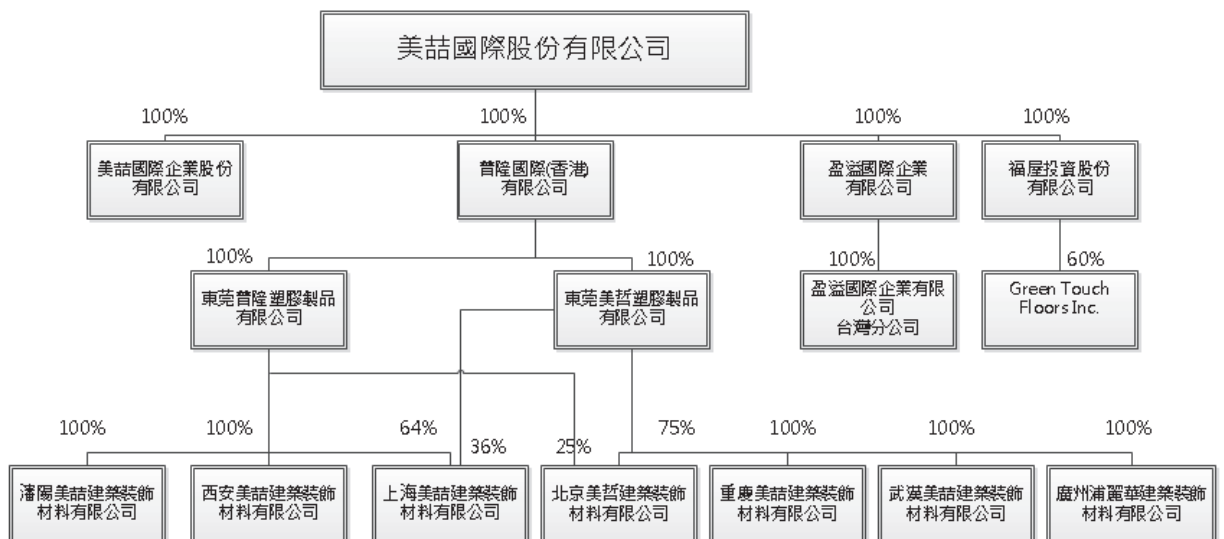 美喆國際股份有限公司
100%
100%
100%
100%
美喆國際企業股份
有限公司
普隆國際(香港)
有限公司
盈溢國際企業
有限公司
福屋投資股份
有限公司
100%
100%
100%
60%
東莞普隆塑膠製品
有限公司
東莞美哲塑膠製品
有限公司
盈溢國際企業有限
公司
台灣分公司
Green Touch
Floors Inc.
100%
100%
64%
36%
25%
75%
100%
100%
100%
瀋陽美喆建築裝飾
材料有限公司
西安美喆建築裝飾
材料有限公司
上海美喆建築裝飾
材料有限公司
北京美哲建築裝飾
材料有限公司
重慶美喆建築裝飾
材料有限公司
武漢美喆建築裝飾
材料有限公司
廣州浦麗華建築裝飾
材料有限公司